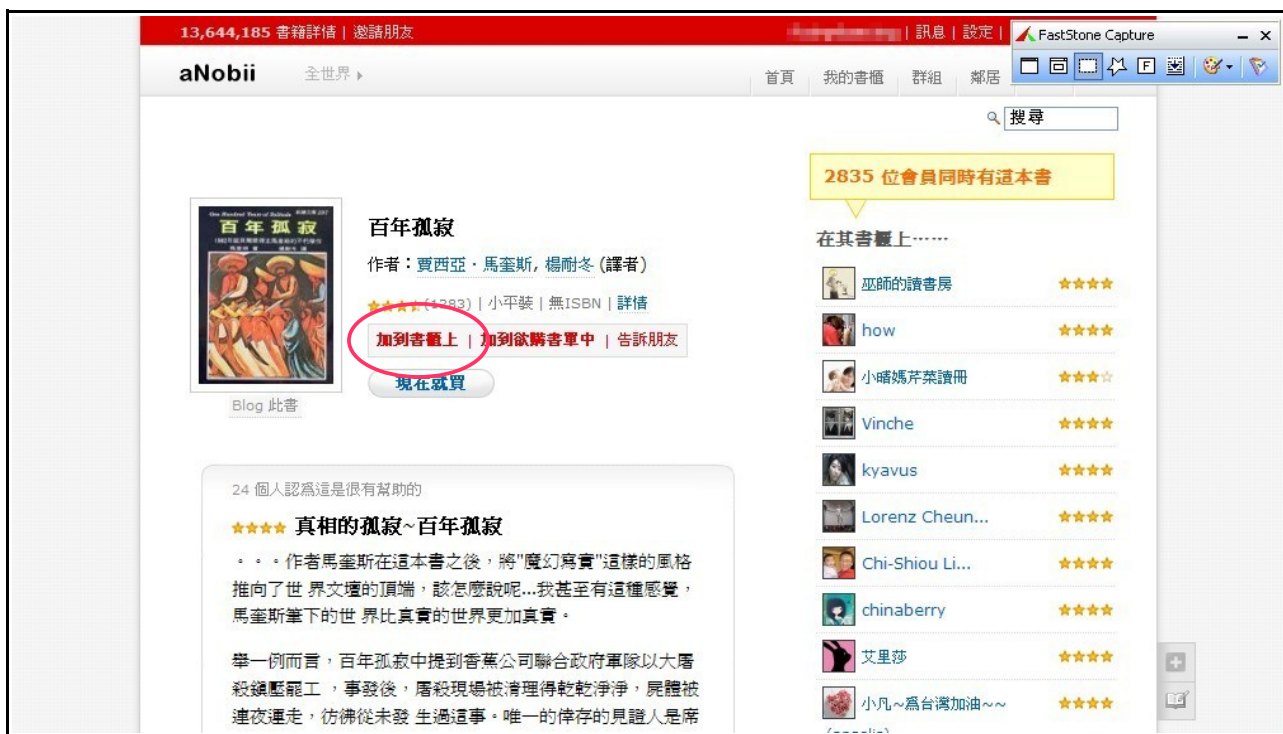 13,644,185 書籍詳情 | 邀請朋友
| 訊息 | 設定 |
FastStone Capture
aNobii 全世界
首頁 我的書櫃 群組 鄰居
搜尋
2835 位會員同時有這本書
One Hundred Years of Solitude
百年孤寂
百年孤寂
作者：賈西亞．馬奎斯, 楊耐冬 (譯者)
(1283) | 小平裝 | 無ISBN | 詳情
加到書櫃上 | 加到欲購書單中 | 告訴朋友
現在就買
Blog 此書
24 個人認為這是很有幫助的
真相的孤寂~百年孤寂
。。。作者馬奎斯在這本書之後，將"魔幻寫實"這樣的風格
推向了世 界文壇的頂端，該怎麼說呢...我甚至有這種感覺，
馬奎斯筆下的世 界比真實的世界更加真實。
舉一例而言，百年孤寂中提到香蕉公司聯合政府軍隊以大屠
殺鎮壓罷工 ，事發後，屠殺現場被清理得乾乾淨淨，屍體被
連夜運走，彷彿從未發 生過這事。唯一的倖存的見證人是席
在其書櫃上……
巫師的讀書房
how
小晴媽芹菜讀冊
Vinche
kyavus
Lorenz Cheun...
Chi-Shiou Li...
chinaberry
艾里莎
小凡~為台灣加油~~